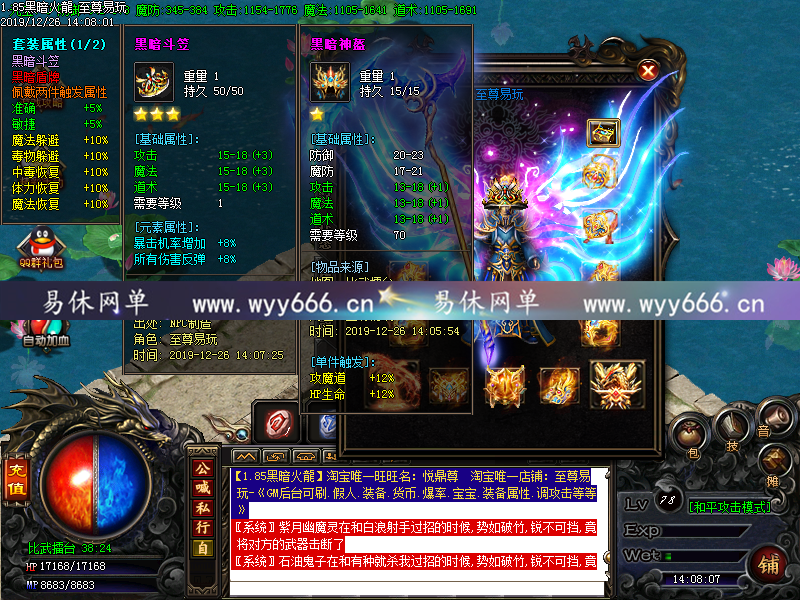 1.85黑暗火龍-至尊易玩
魔防:345-384 攻击:1154-1776 魔法:1105-1641 道术:1105-1691
2019/12/26 14:08:01
套装属性(1/2)
黑暗斗笠
黑暗盾牌
佩戴两件触发属性
准确 +5%
敏捷 +5%
魔法躲避 +10%
毒物躲避 +10%
中毒恢复 +10%
体力恢复 +10%
魔法恢复 +10%
黑暗斗笠
重量 1
持久 50/50
[基础属性]:
攻击 15-18 (+3)
魔法 15-18 (+3)
道术 15-18 (+3)
需要等级 1
[元素属性]:
暴击机率增加 +8%
所有伤害反弹 +8%
出处: NPC制造
角色: 至尊易玩
时间: 2019-12-26 14:07:25
黑暗神盔
重量 1
持久 15/15
[基础属性]:
防御 20-23
魔防 17-21
攻击 13-18 (+1)
魔法 13-18 (+1)
道术 13-18 (+1)
需要等级 70
[物品来源]
时间: 2019-12-26 14:05:54
[单件触发]:
攻魔道 +12%
HP生命 +12%
至尊易玩
QQ群礼包
易休网单 www.wyy666.cn 易休网单 www.wyy666.cn
自动加血
充值
公
喊
私
行
自
比武擂台 38:24
HP 17168/17168
MP 8683/8683
【1.85黑暗火龍】淘宝唯一旺旺名：悦鼎尊 淘宝唯一店铺：至尊易
玩-《GM后台可刷.假人.装备.货币.爆率.宝宝.装备属性.调攻击等等
》
〖系统〗紫月幽魔灵在和白浪射手过招的时候,势如破竹,锐不可挡,竟
将对方的武器击断了
〖系统〗石油鬼子在和有种就杀我过招的时候,势如破竹,锐不可挡,竟
包
技
音
摊
Lv 78
[和平攻击模式]
Exp
Wet
14:08:07
铺